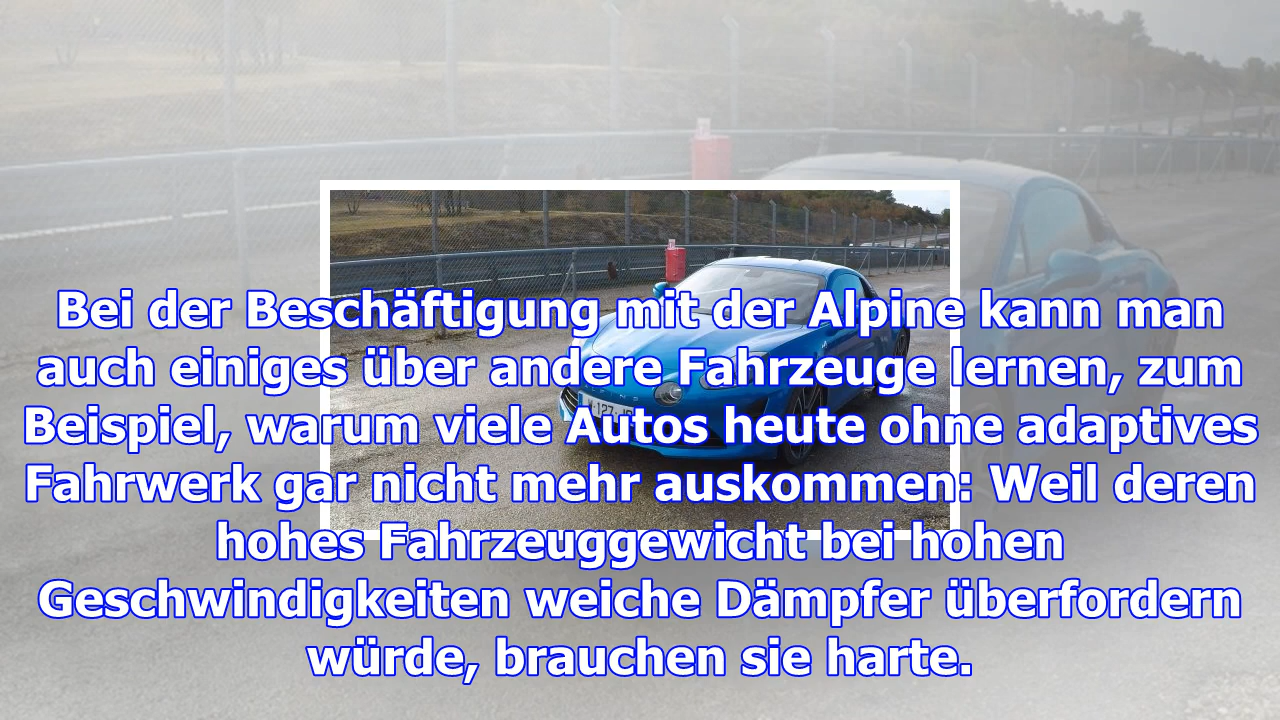 Bei der Beschäftigung mit der Alpine kann man
auch einiges über andere Fahrzeuge lernen, zum
Beispiel, warum viele Autos heute ohne adaptives
Fahrwerk gar nicht mehr auskommen: Weil deren
hohes Fahrzeuggewicht bei hohen
Geschwindigkeiten weiche Dämpfer überfordern
würde, brauchen sie harte.